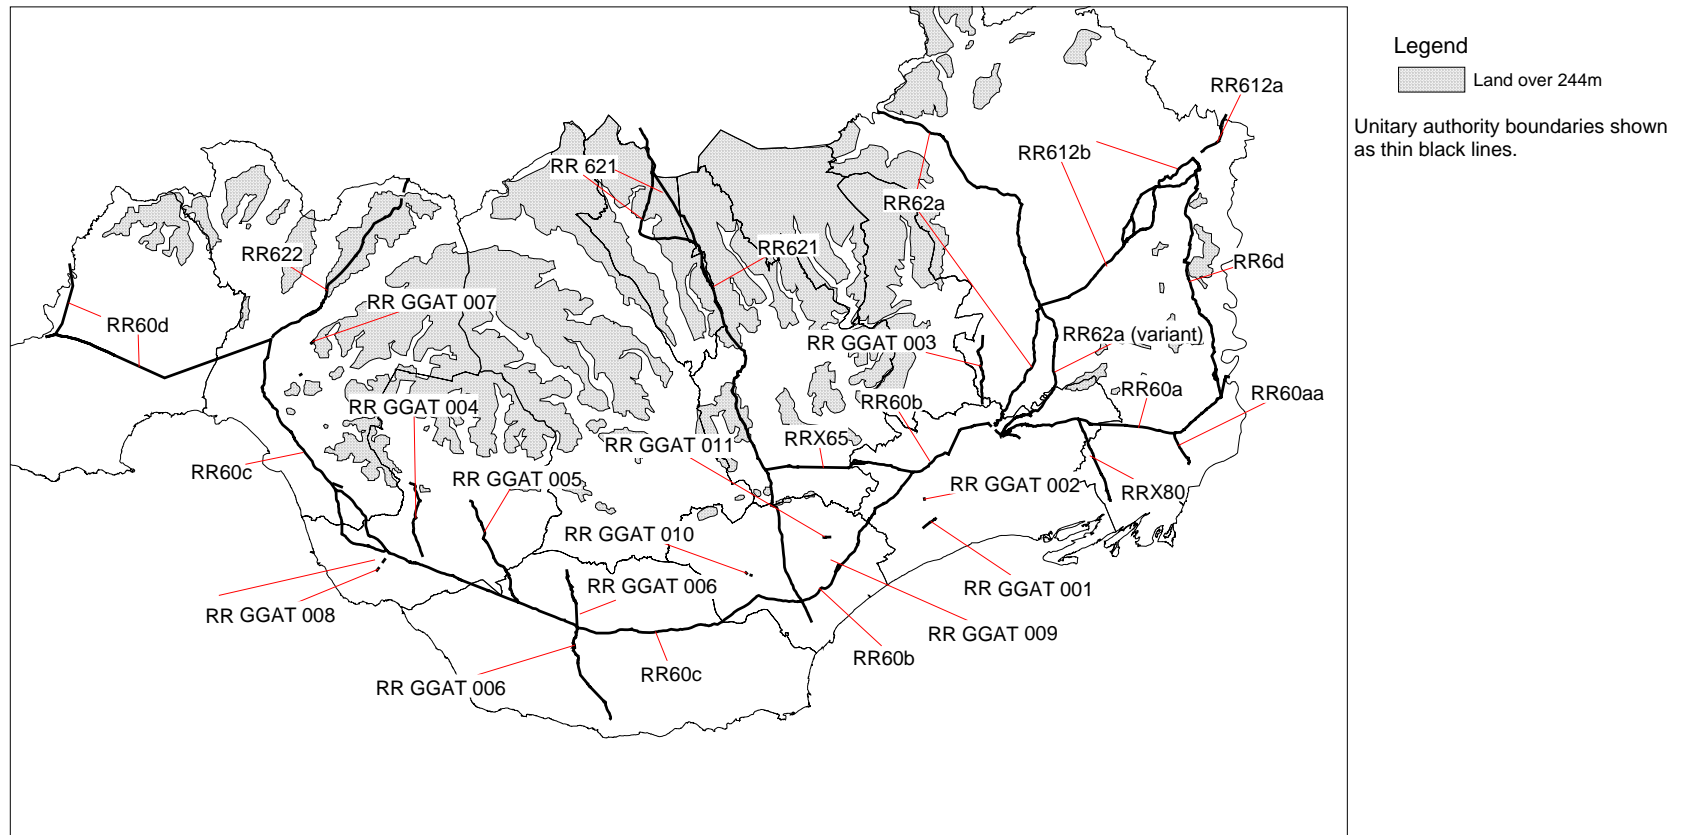 Legend
Land over 244m
Unitary authority boundaries shown
as thin black lines.
RR612a
RR612b
RR 621
RR62a
RR622
RR621
RR6d
RR GGAT 007
RR60d
RR62a (variant)
RR GGAT 003
RR60a
RR60aa
RR GGAT 004
RR60b
RR GGAT 011
RRX65
RR60c
RR GGAT 005
RR GGAT 002
RRX80
RR GGAT 010
RR GGAT 006
RR GGAT 001
RR GGAT 008
RR GGAT 009
RR60b
RR60c
RR GGAT 006